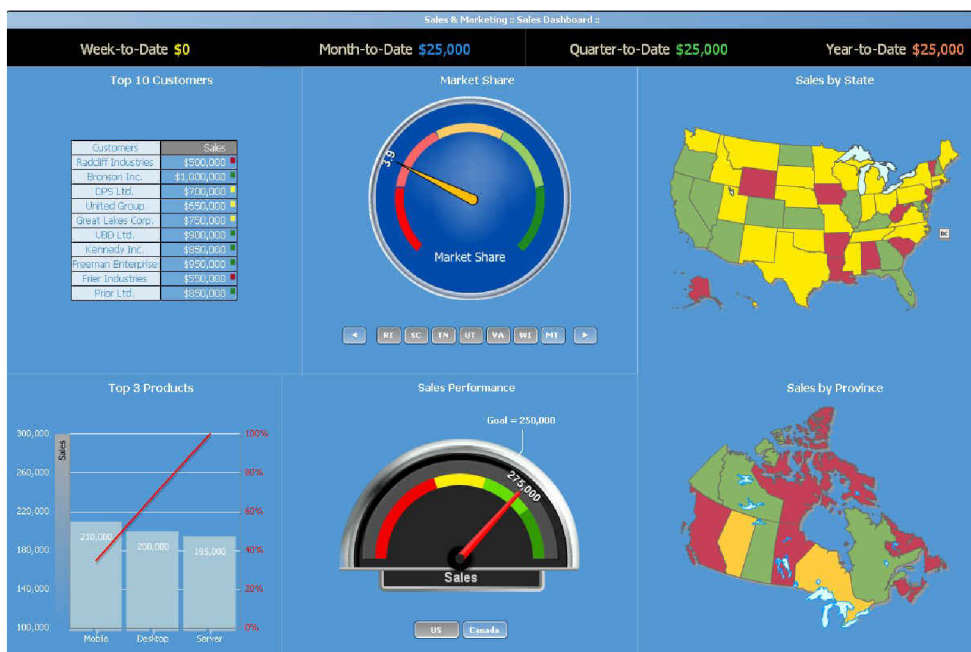 Sales & Marketing :: Sales Dashboard ::
Week-to-Date $0 Month-to-Date $25,000 Quarter-to-Date $25,000 Year-to-Date $25,000
Top 10 Customers
Customers Sales
Radcliff Industries $500,000
Bronson Inc. $1,000,000
DPS Ltd. $700,000
United Group $650,000
Great Lakes Corp. $750,000
UBD Ltd. $900,000
Kennedy Inc. $850,000
Freeman Enterprise $950,000
Frier Industries $550,000
Prior Ltd. $850,000
Market Share
3.9
Market Share
RI SC TN UT VA WI MT
Sales by State
DC
Top 3 Products
Sales
300,000 100%
260,000 80%
220,000 60%
180,000 40%
140,000 20%
100,000 0%
210,000 200,000 195,000
Moble Desktop Server
Sales Performance
Goal = 250,000
275,000
Sales
US Canada
Sales by Province